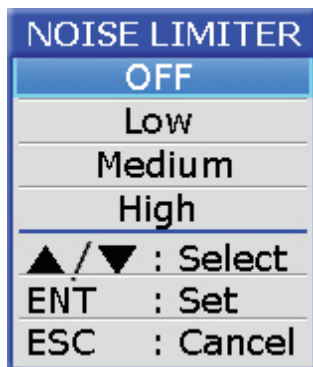 NOISE LIMITER
OFF
Low
Medium
High
▲/▼ : Select
ENT : Set
ESC : Cancel